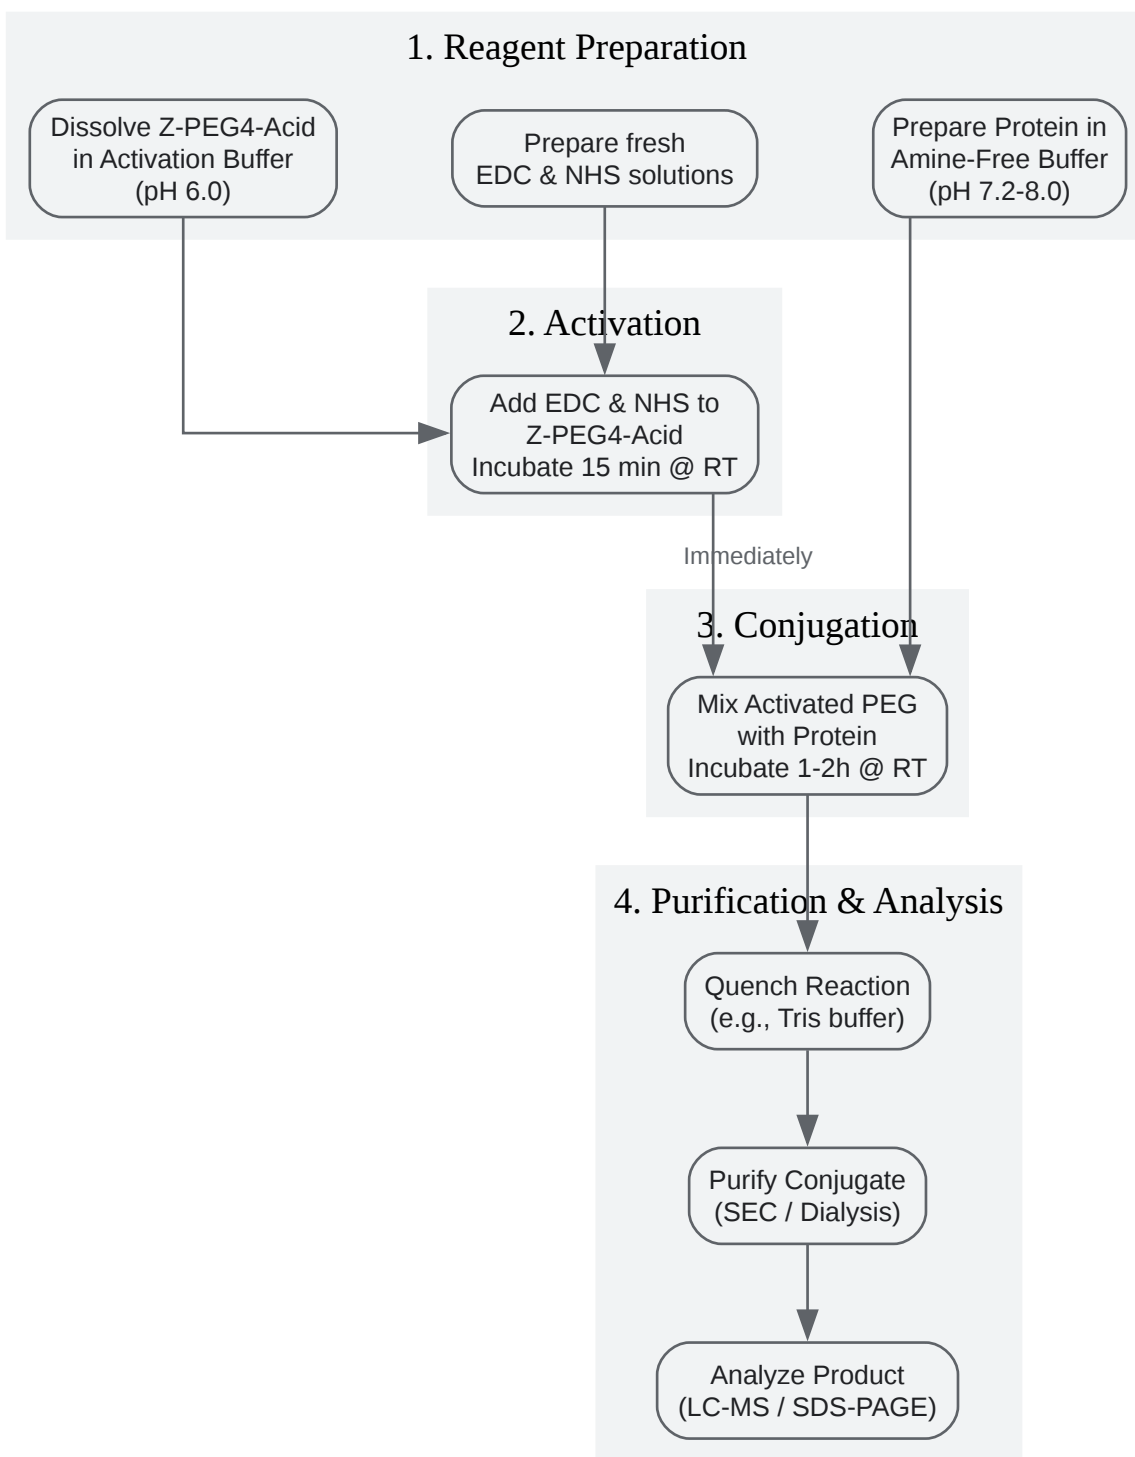 1. Reagent Preparation
Dissolve Z-PEG4-Acid
in Activation Buffer
(pH 6.0)
Prepare fresh
EDC & NHS solutions
Prepare Protein in
Amine-Free Buffer
(pH 7.2-8.0)
2. Activation
Add EDC & NHS to
Z-PEG4-Acid
Incubate 15 min @ RT
Immediately
3. Conjugation
Mix Activated PEG
with Protein
Incubate 1-2h @ RT
4. Purification & Analysis
Quench Reaction
(e.g., Tris buffer)
Purify Conjugate
(SEC / Dialysis)
Analyze Product
(LC-MS / SDS-PAGE)